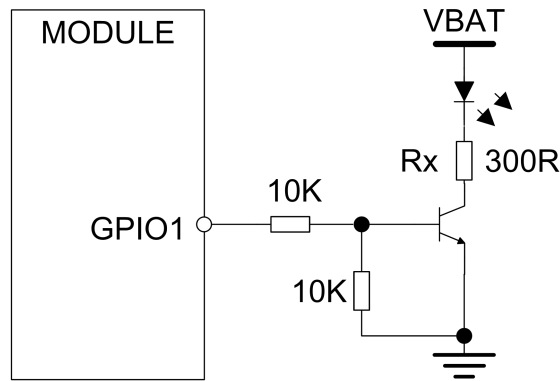 MODULE
VBAT
Rx 300R
10K
GPIO1
10K